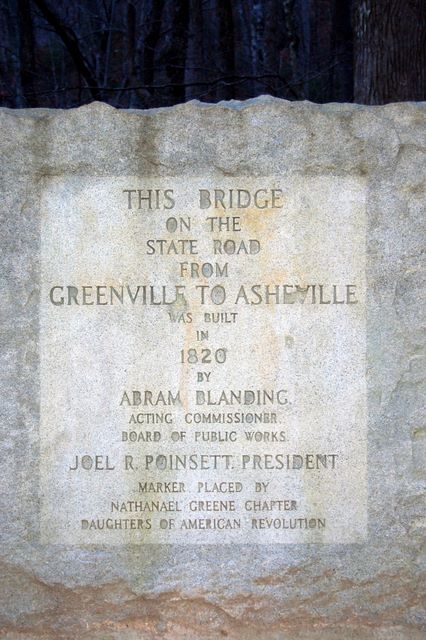 THIS BRIDGE
ON THE
STATE ROAD
FROM
GREENVILLE TO ASHEVILLE
WAS BUILT
IN
1820
BY
ABRAM BLANDING.
ACTING COMMISSIONER.
BOARD OF PUBLIC WORKS.
JOEL R. POINSETT. PRESIDENT
MARKER PLACED BY
NATHANAEL GREENE CHAPTER
DAUGHTERS OF AMERICAN REVOLUTION